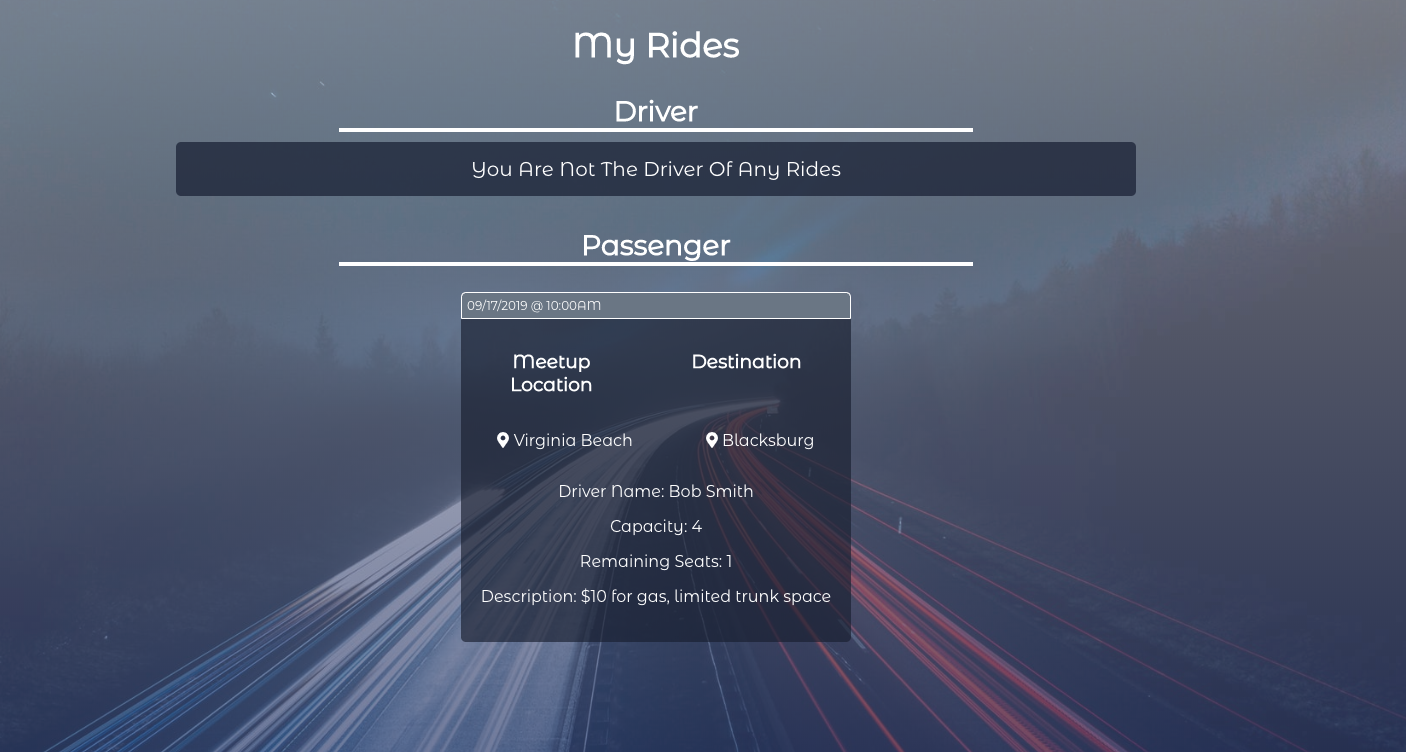 My Rides
Driver
You Are Not The Driver Of Any Rides
Passenger
09/17/2019 @ 10:00AM
Meetup
Location
Destination
Virginia Beach
Blacksburg
Driver Name: Bob Smith
Capacity: 4
Remaining Seats: 1
Description: $10 for gas, limited trunk space